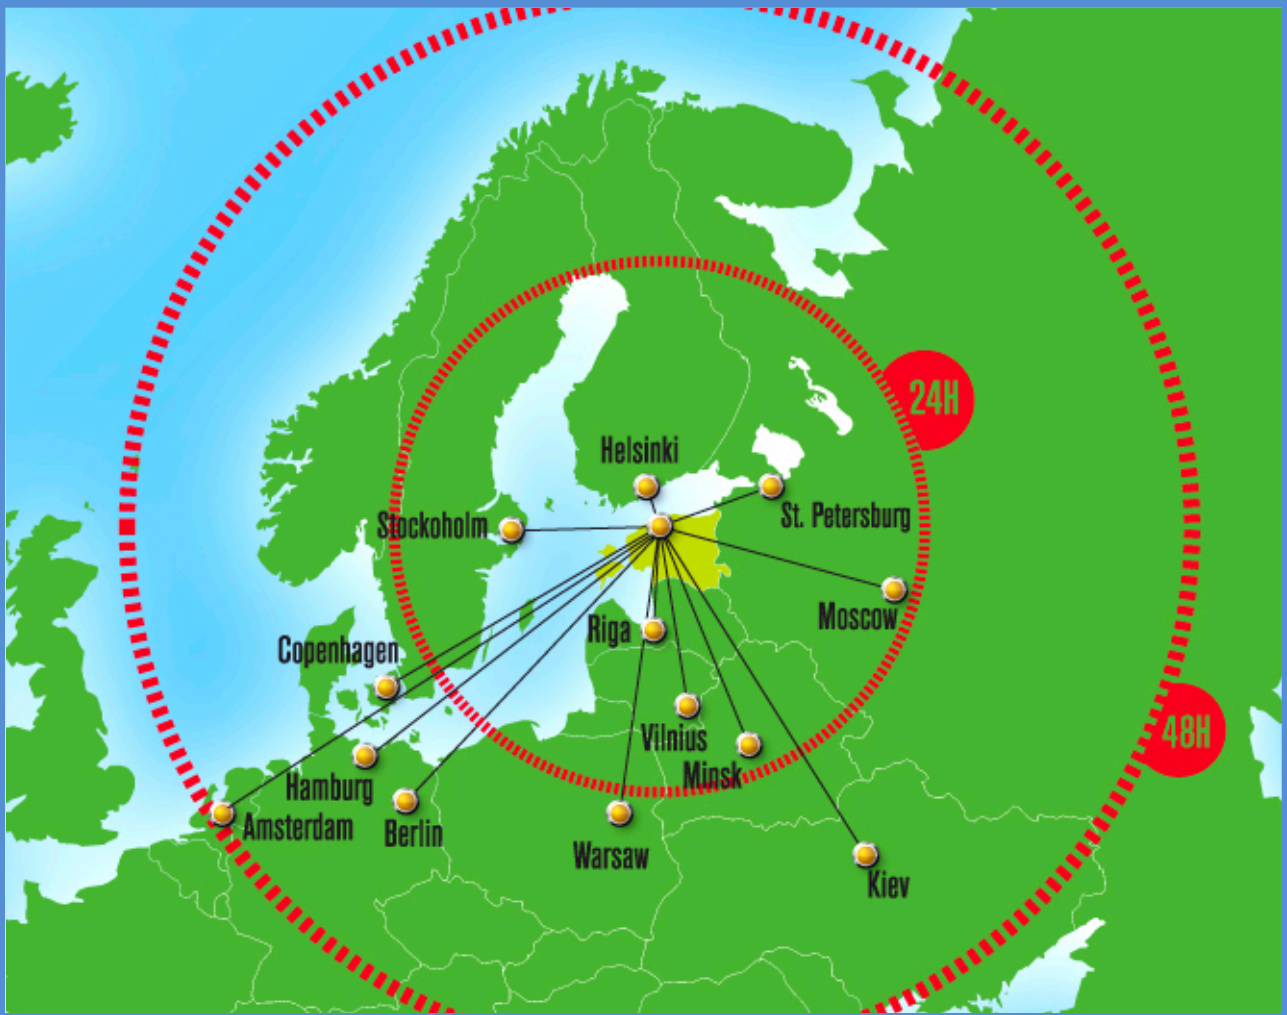 24H
Helsinki
Stockoholm
St. Petersburg
Moscow
Riga
Copenhagen
48H
Vilnius
Minsk
Hamburg
Amsterdam
Berlin
Warsaw
Kiev